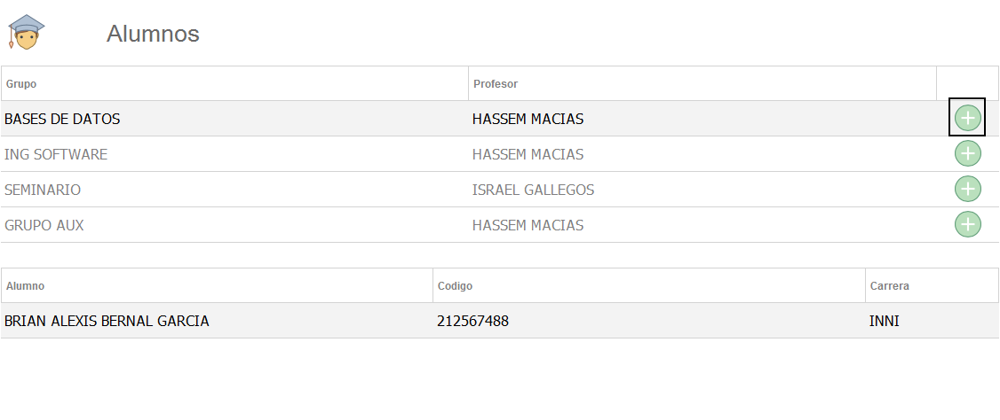 Alumnos
Grupo Profesor
BASES DE DATOS HASSEM MACIAS
ING SOFTWARE HASSEM MACIAS
SEMINARIO ISRAEL GALLEGOS
GRUPO AUX HASSEM MACIAS
Alumno Codigo Carrera
BRIAN ALEXIS BERNAL GARCIA 212567488 INNI